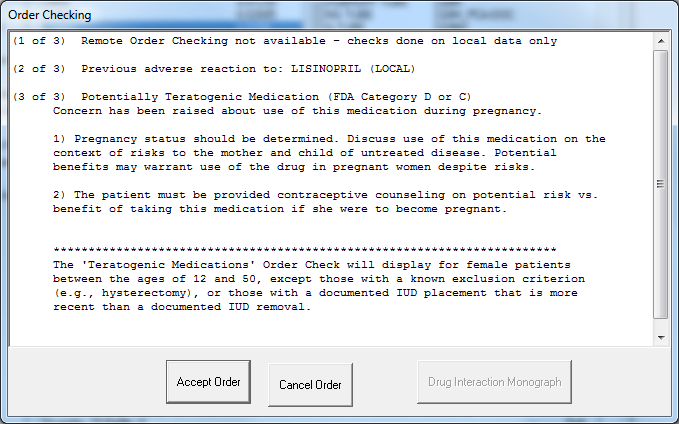 Order Checking
(1 of 3)  Remote Order Checking not available - checks done on local data only
(2 of 3)  Previous adverse reaction to: LISINOPRIL (LOCAL)
(3 of 3)  Potentially Teratogenic Medication (FDA Category D or C)
Concern has been raised about use of this medication during pregnancy.
1) Pregnancy status should be determined. Discuss use of this medication on the
context of risks to the mother and child of untreated disease. Potential
benefits may warrant use of the drug in pregnant women despite risks.
2) The patient must be provided contraceptive counseling on potential risk vs.
benefit of taking this medication if she were to become pregnant.
*************************************************************************
The 'Teratogenic Medications' Order Check will display for female patients
between the ages of 12 and 50, except those with a known exclusion criterion
(e.g., hysterectomy), or those with a documented IUD placement that is more
recent than a documented IUD removal.
Accept Order
Cancel Order
Drug Interaction Monograph